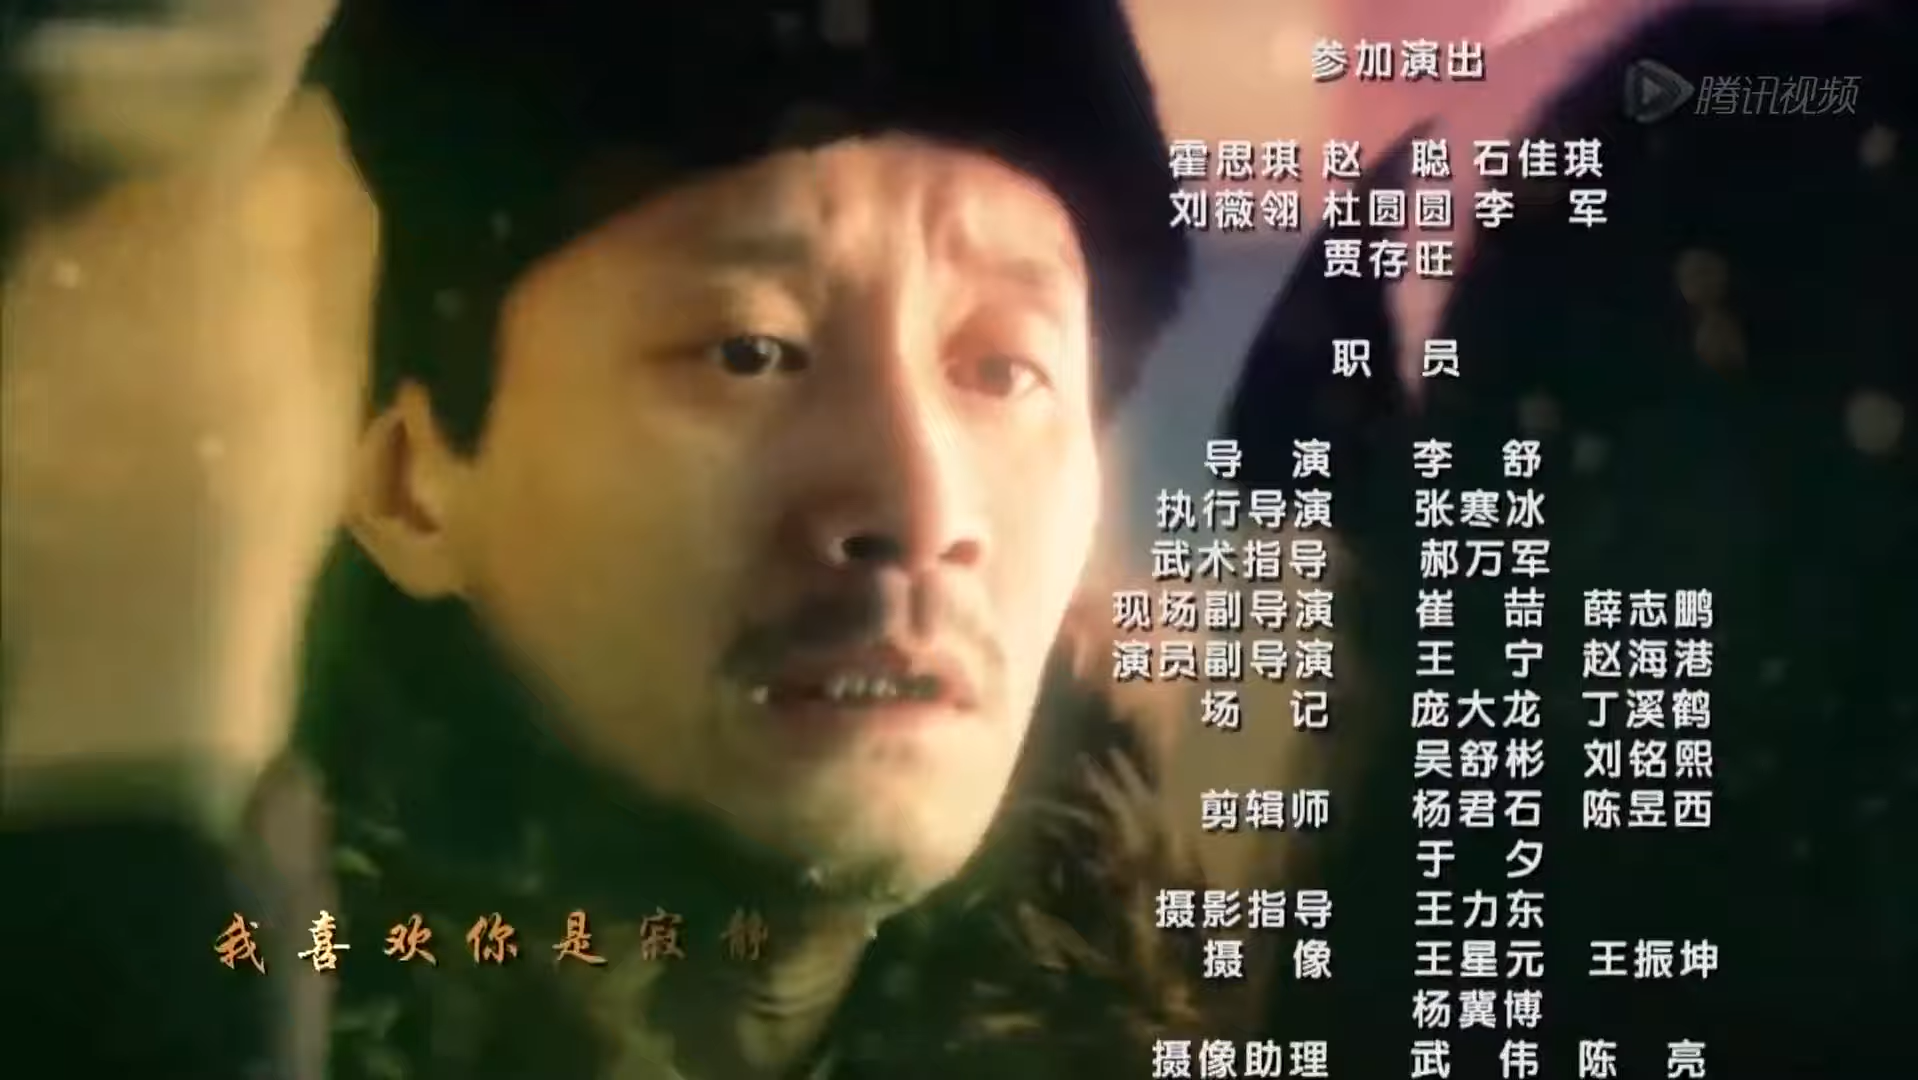 参加演出
腾讯视频
霍思琪 赵 聪 石佳琪
刘薇翎 杜圆圆 李 军
贾存旺
职 员
导 演 李 舒
执行导演 张寒冰
武术指导 郝万军
现场副导演 崔 喆 薛志鹏
演员副导演 王 宁 赵海港
场 记 庞大龙 丁溪鹤
吴舒彬 刘铭熙
剪辑师 杨君石 陈昱西
于 夕
摄影指导 王力东
我喜欢你是寂静
摄 像 王星元 王振坤
杨冀博
摄像助理 武 伟 陈 亮